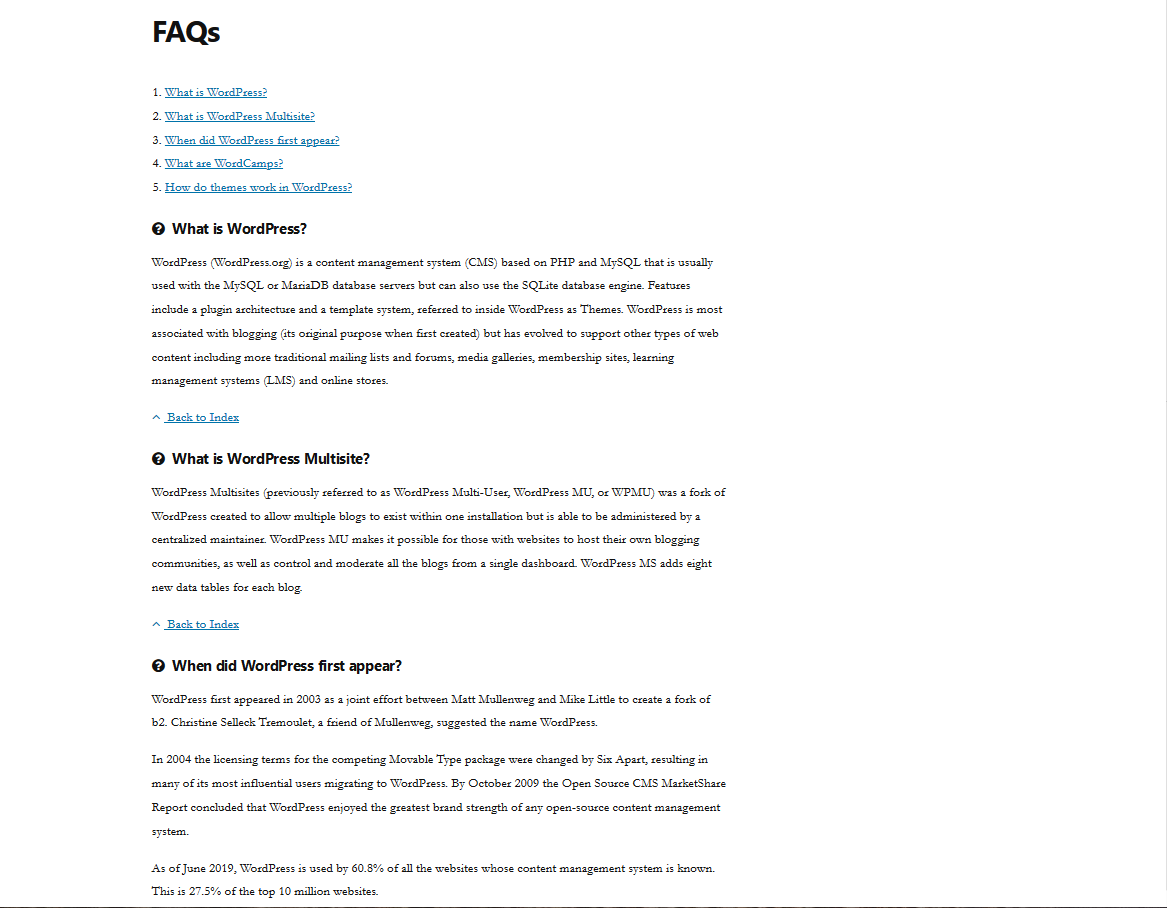 FAQs
1. What is WordPress?
2. What is WordPress Multisite?
3. When did WordPress first appear?
4. What are WordCamps?
5. How do themes work in WordPress?
What is WordPress?
WordPress (WordPress.org) is a content management system (CMS) based on PHP and MySQL that is usually
used with the MySQL or MariaDB database servers but can also use the SQLite database engine. Features
include a plugin architecture and a template system, referred to inside WordPress as Themes. WordPress is most
associated with blogging (its original purpose when first created) but has evolved to support other types of web
content including more traditional mailing lists and forums, media galleries, membership sites, learning
management systems (LMS) and online stores.
^ Back to Index
What is WordPress Multisite?
WordPress Multisites (previously referred to as WordPress Multi-User, WordPress MU, or WPMU) was a fork of
WordPress created to allow multiple blogs to exist within one installation but is able to be administered by a
centralized maintainer. WordPress MU makes it possible for those with websites to host their own blogging
communities, as well as control and moderate all the blogs from a single dashboard. WordPress MS adds eight
new data tables for each blog.
^ Back to Index
When did WordPress first appear?
WordPress first appeared in 2003 as a joint effort between Matt Mullenweg and Mike Little to create a fork of
b2. Christine Selleck Tremoulet, a friend of Mullenweg, suggested the name WordPress.
In 2004 the licensing terms for the competing Movable Type package were changed by Six Apart, resulting in
many of its most influential users migrating to WordPress. By October 2009 the Open Source CMS MarketShare
Report concluded that WordPress enjoyed the greatest brand strength of any open-source content management
system.
As of June 2019, WordPress is used by 60.8% of all the websites whose content management system is known.
This is 27.5% of the top 10 million websites.